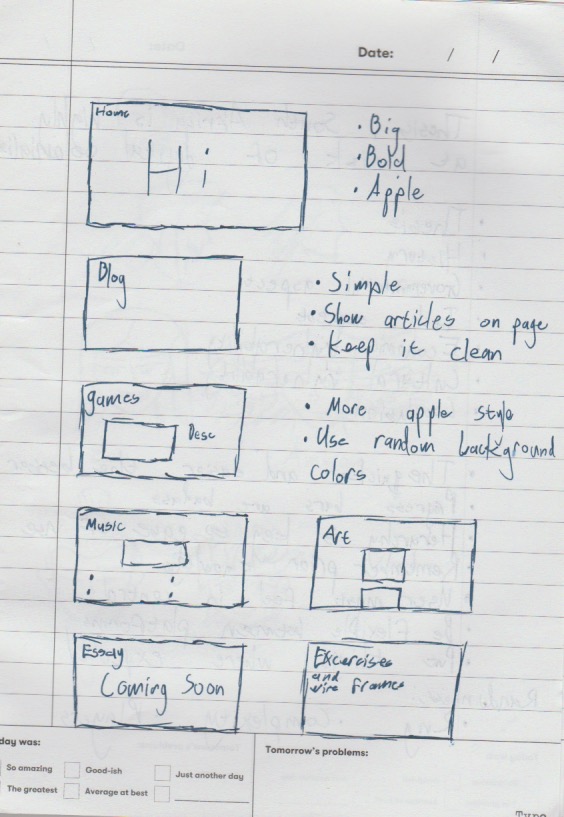 Date: / /
Home
Hi
• Big
• Bold
• Apple
Blog
• Simple
• Show articles on page
• Keep it clean
games
Desc
• More apple style
• Use random background
colors
Music
Art
Essay
Coming Soon
Excercises
and
wire frames
day was:
So amazing
Good-ish
Just another day
The greatest
Average at best
Tomorrow's problems: